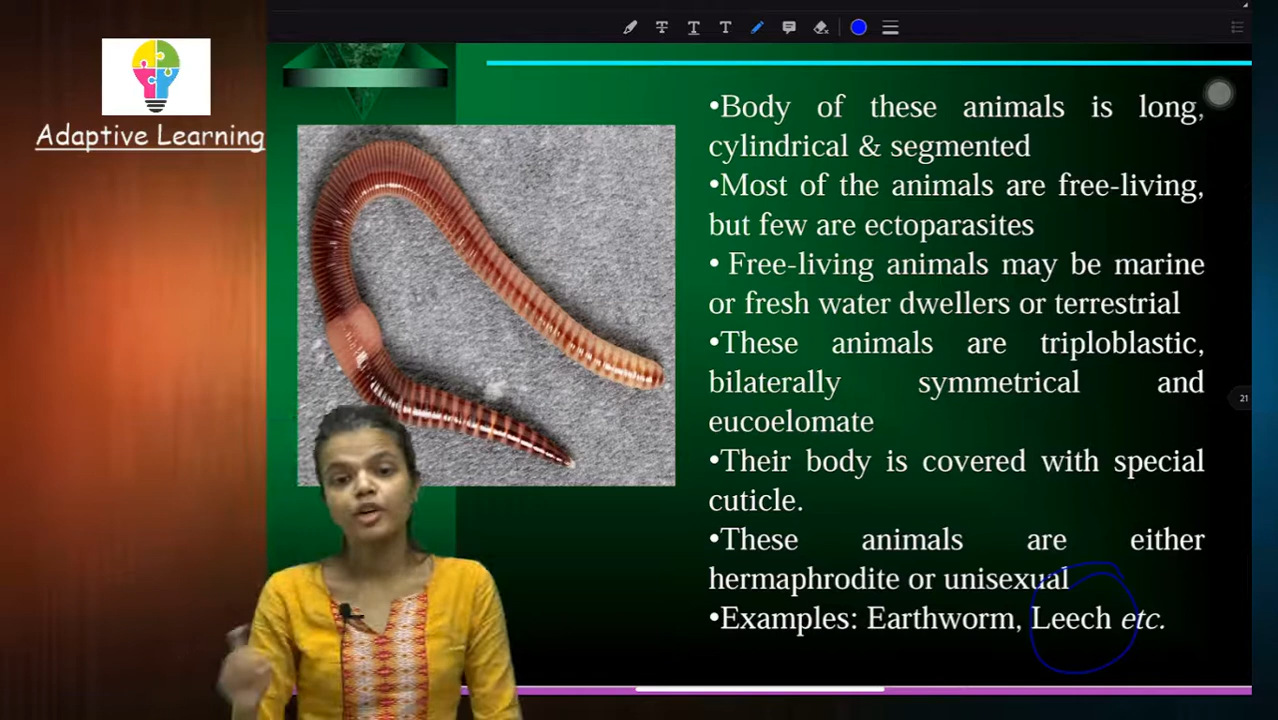 Adaptive Learning
•Body of these animals is long,
cylindrical & segmented
•Most of the animals are free-living,
but few are ectoparasites
• Free-living animals may be marine
or fresh water dwellers or terrestrial
•These animals are triploblastic,
bilaterally symmetrical and
eucoelomate
•Their body is covered with special
cuticle.
•These animals are either
hermaphrodite or unisexual
•Examples: Earthworm, Leech etc.
21